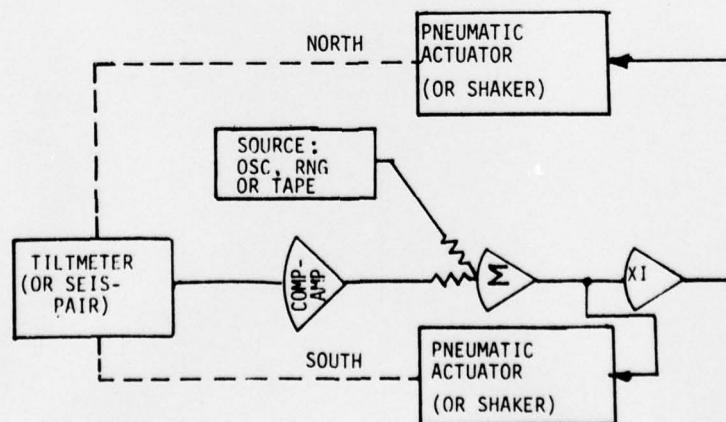 NORTH
PNEUMATIC
ACTUATOR
(OR SHAKER)
SOURCE:
OSC, RNG
OR TAPE
TILTMETER
(OR SEIS-
PAIR)
COMP-
AMP
Σ
XI
SOUTH
PNEUMATIC
ACTUATOR
(OR SHAKER)